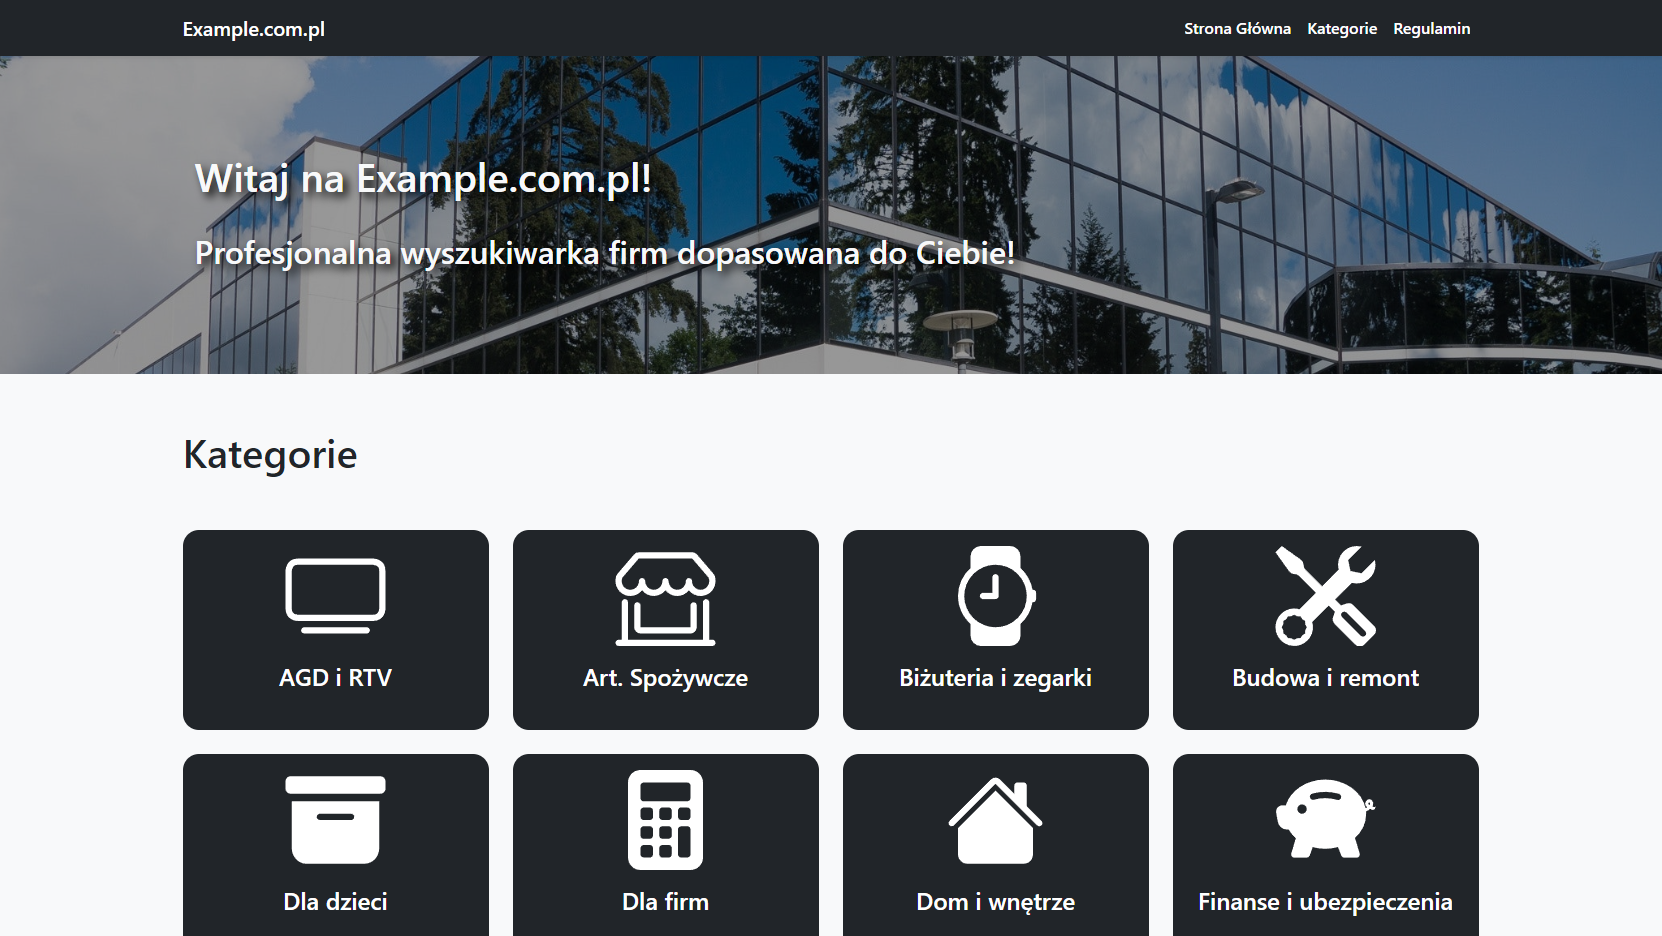 Example.com.pl
Strona Główna Kategorie Regulamin
Witaj na Example.com.pl!
Profesjonalna wyszukiwarka firm dopasowana do Ciebie!
Kategorie
AGD i RTV
Art. Spożywcze
Biżuteria i zegarki
Budowa i remont
Dla dzieci
Dla firm
Dom i wnętrze
Finanse i ubezpieczenia